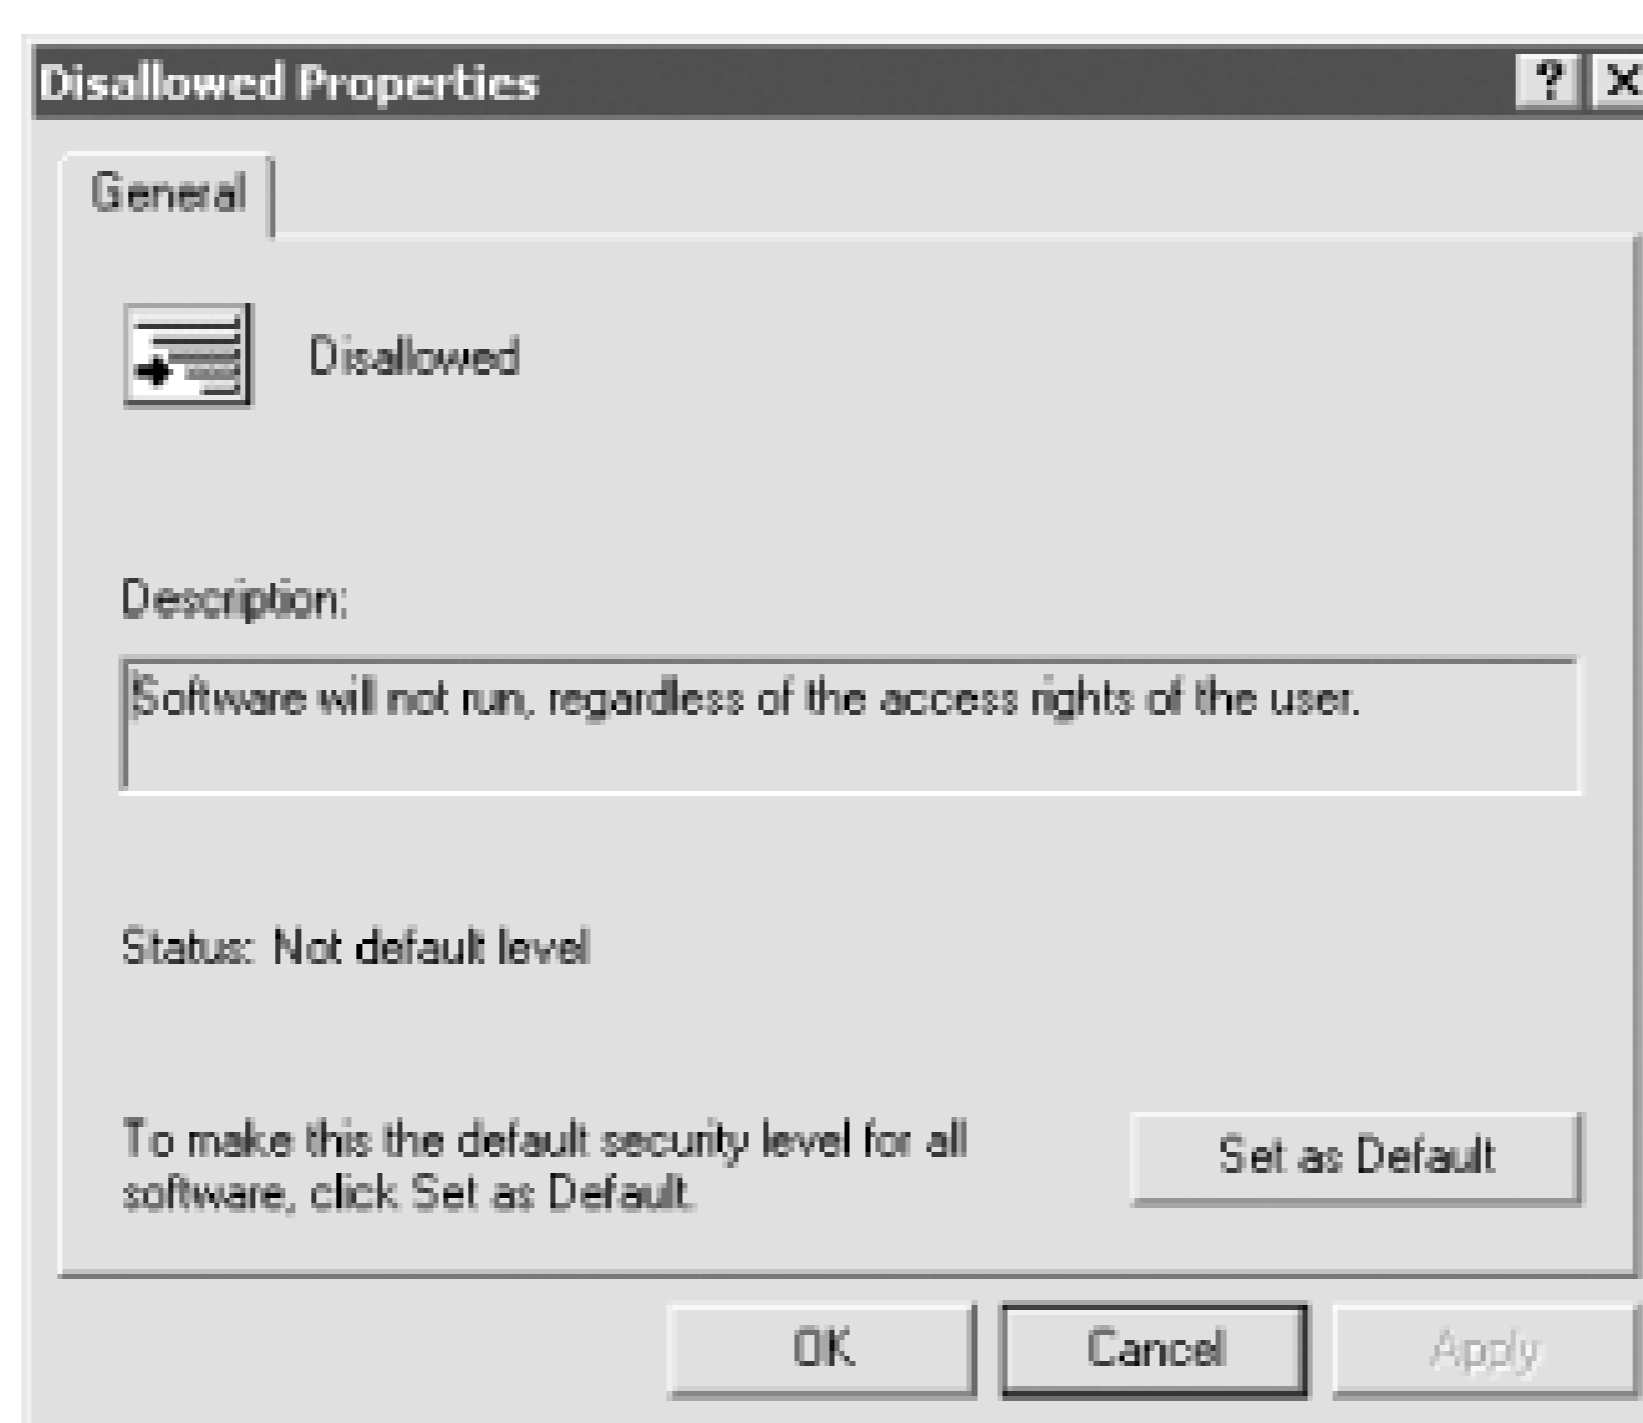 Disallowed Properties
General
Disallowed
Description:
Software will not run, regardless of the access rights of the user.
Status: Not default level
To make this the default security level for all
software, click Set as Default.
Set as Default
OK
Cancel
Apply